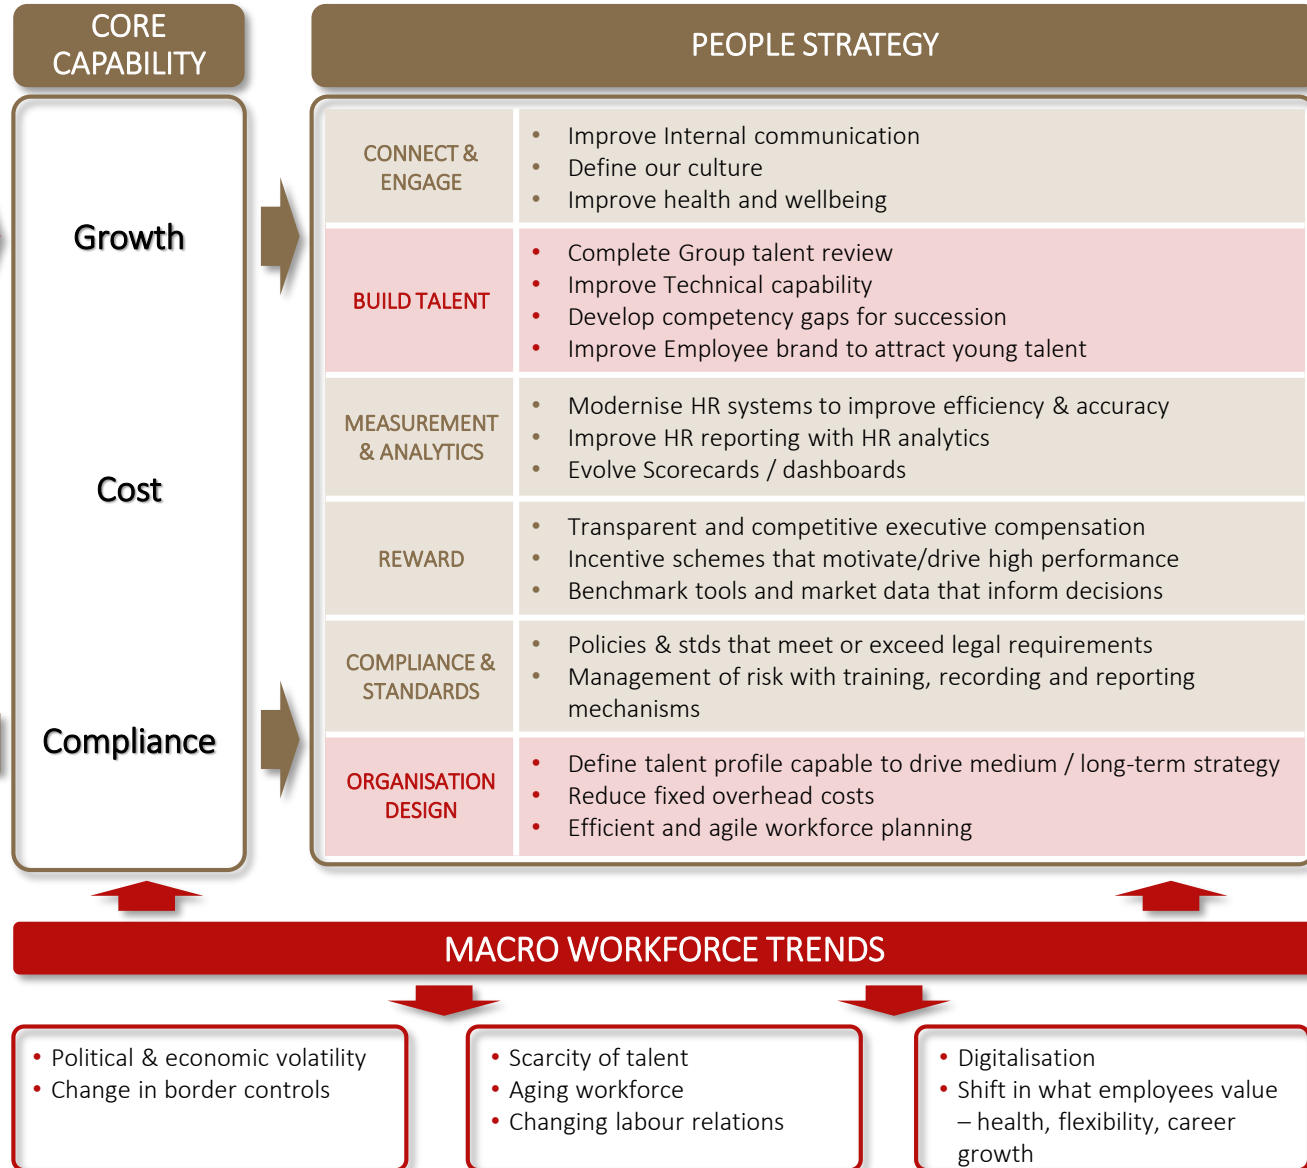 CORE
CAPABILITY
PEOPLE STRATEGY
Growth
Cost
Compliance
CONNECT &
ENGAGE
• Improve Internal communication
• Define our culture
• Improve health and wellbeing
BUILD TALENT
• Complete Group talent review
• Improve Technical capability
• Develop competency gaps for succession
• Improve Employee brand to attract young talent
MEASUREMENT
& ANALYTICS
• Modernise HR systems to improve efficiency & accuracy
• Improve HR reporting with HR analytics
• Evolve Scorecards / dashboards
REWARD
• Transparent and competitive executive compensation
• Incentive schemes that motivate/drive high performance
• Benchmark tools and market data that inform decisions
COMPLIANCE &
STANDARDS
• Policies & stds that meet or exceed legal requirements
• Management of risk with training, recording and reporting
mechanisms
ORGANISATION
DESIGN
• Define talent profile capable to drive medium / long-term strategy
• Reduce fixed overhead costs
• Efficient and agile workforce planning
MACRO WORKFORCE TRENDS
• Political & economic volatility
• Change in border controls
• Scarcity of talent
• Aging workforce
• Changing labour relations
• Digitalisation
• Shift in what employees value
– health, flexibility, career
growth